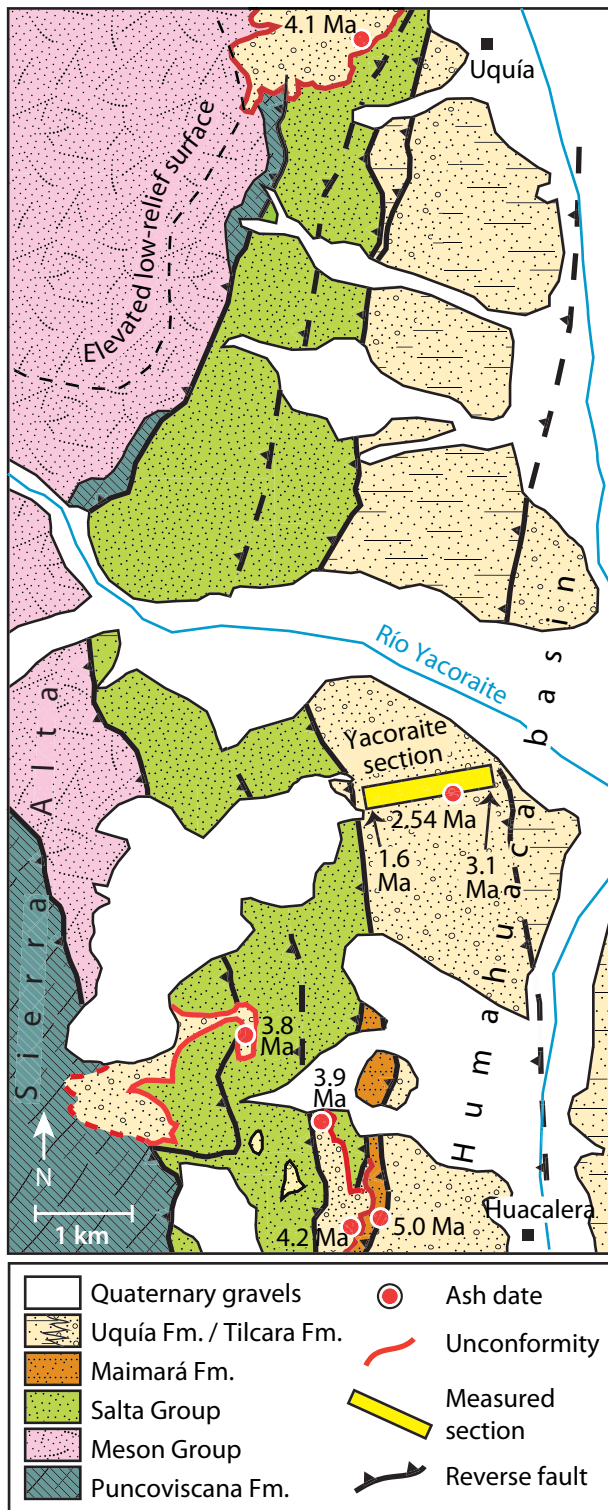 4.1 Ma
Uquía
Elevated low-relief surface
Río Yacoraite
Sierra Alta
Humahuaca basin
Yacoraite
section
2.54 Ma
1.6
Ma
3.1
Ma
3.8
Ma
3.9
Ma
N
1 km
4.2 Ma
5.0 Ma
Huacalera
Quaternary gravels
Uquía Fm. / Tilcara Fm.
Maimará Fm.
Salta Group
Meson Group
Puncoviscana Fm.
Ash date
Unconformity
Measured
section
Reverse fault